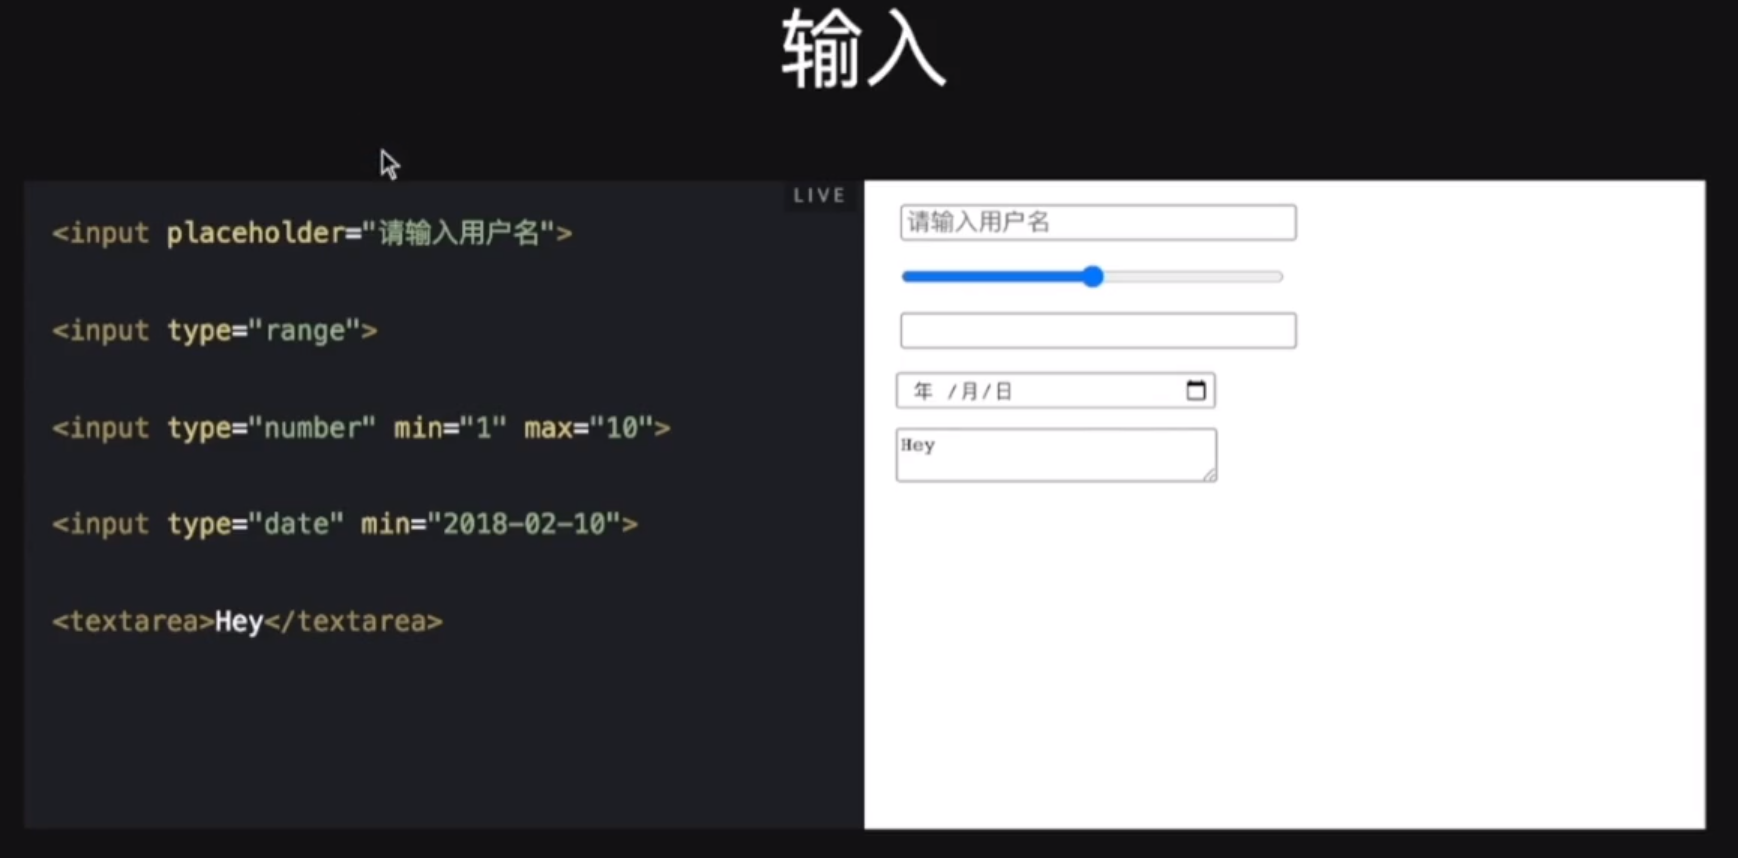 输入
LIVE
<input placeholder="请输入用户名">
<input type="range">
<input type="number" min="1" max="10">
<input type="date" min="2018-02-10">
<textarea>Hey</textarea>
请输入用户名
年 /月/日
Hey